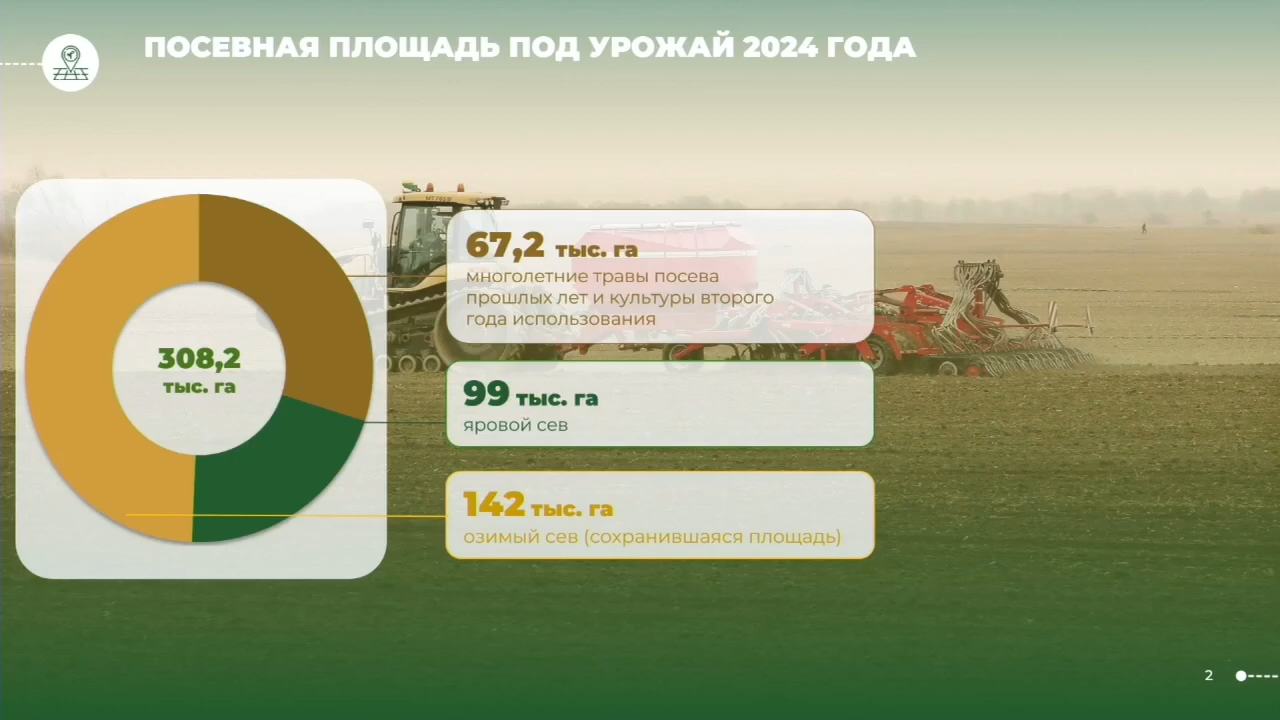 ПОСЕВНАЯ ПЛОЩАДЬ ПОД УРОЖАЙ 2024 ГОДА
308,2
тыс. га
67,2 тыс. га
многолетние травы посева
прошлых лет и культуры второго
года использования
99 тыс. га
яровой сев
142 тыс. га
озимый сев (сохранившаяся площадь)
2